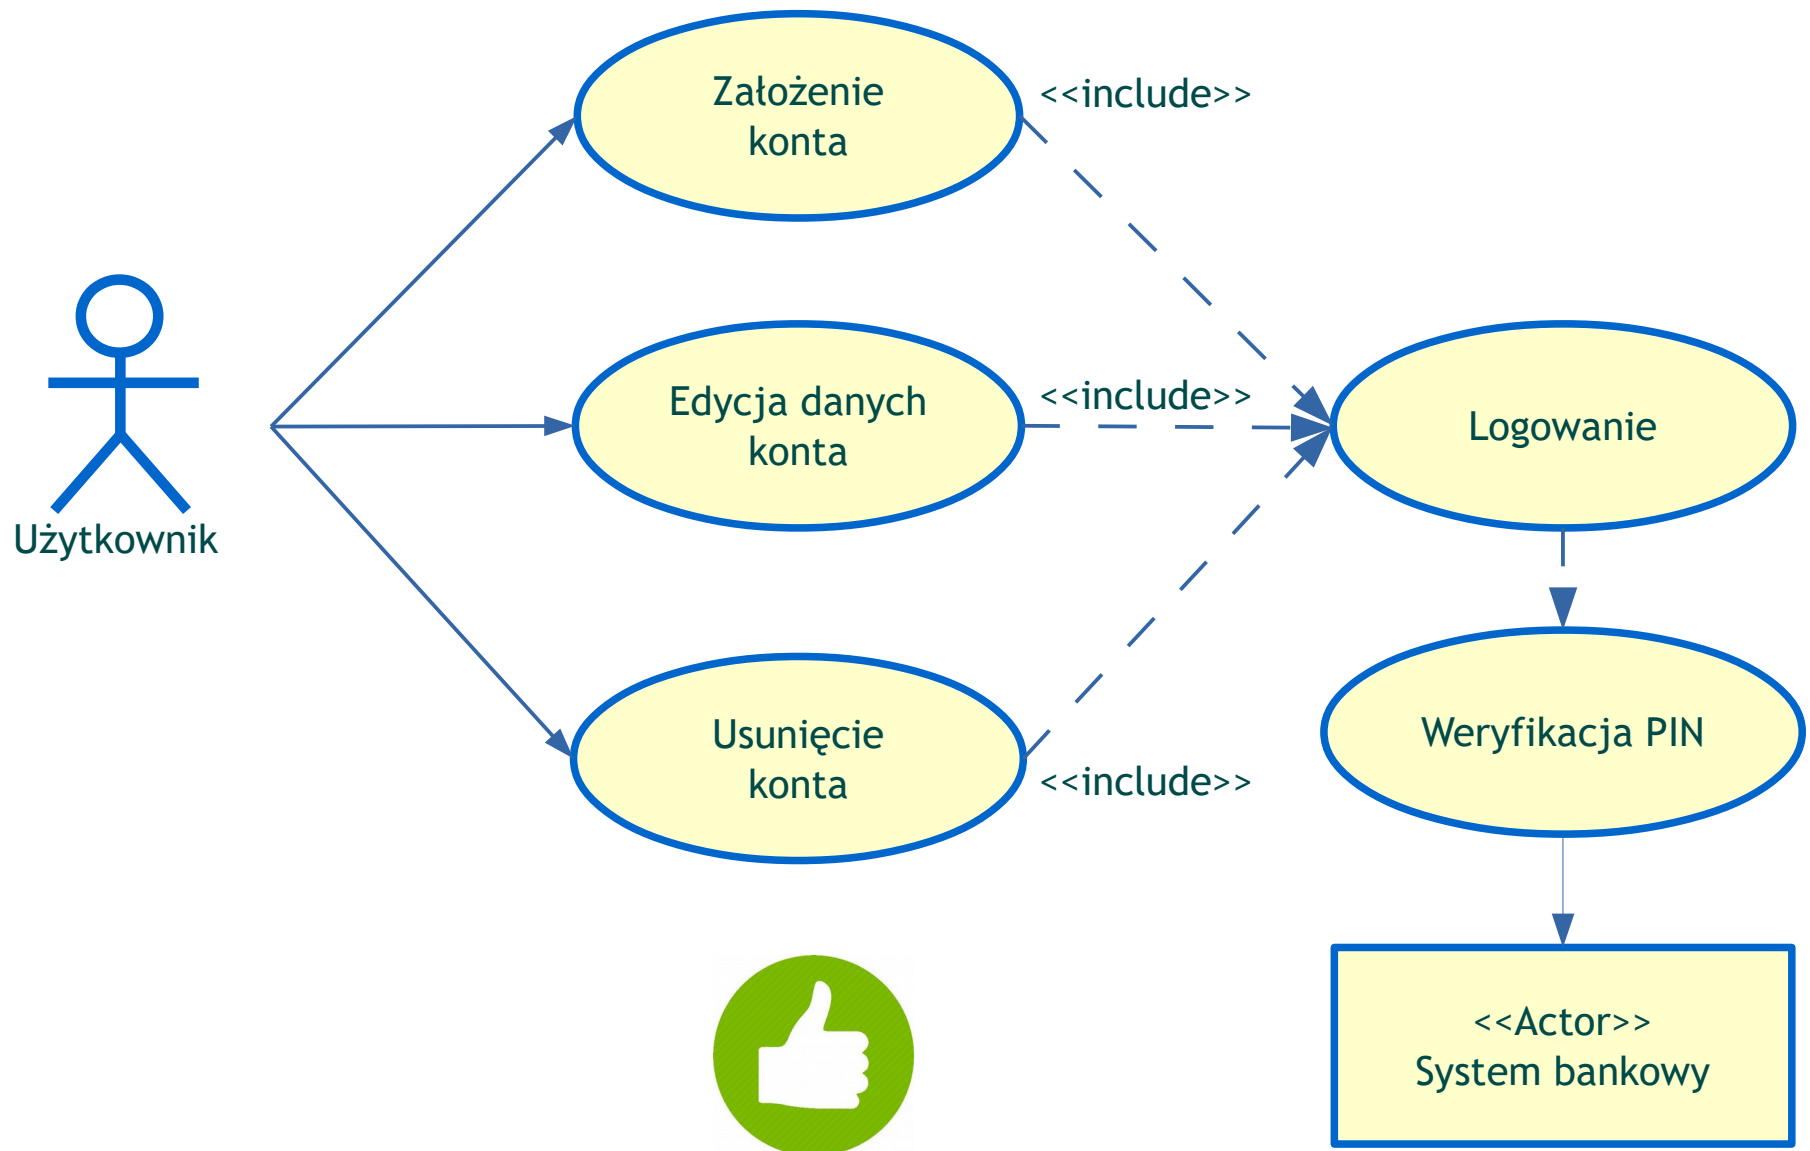 Założenie
konta
<<include>>
Użytkownik
Edycja danych
konta
<<include>>
Logowanie
Usunięcie
konta
<<include>>
Weryfikacja PIN
<<Actor>>
System bankowy